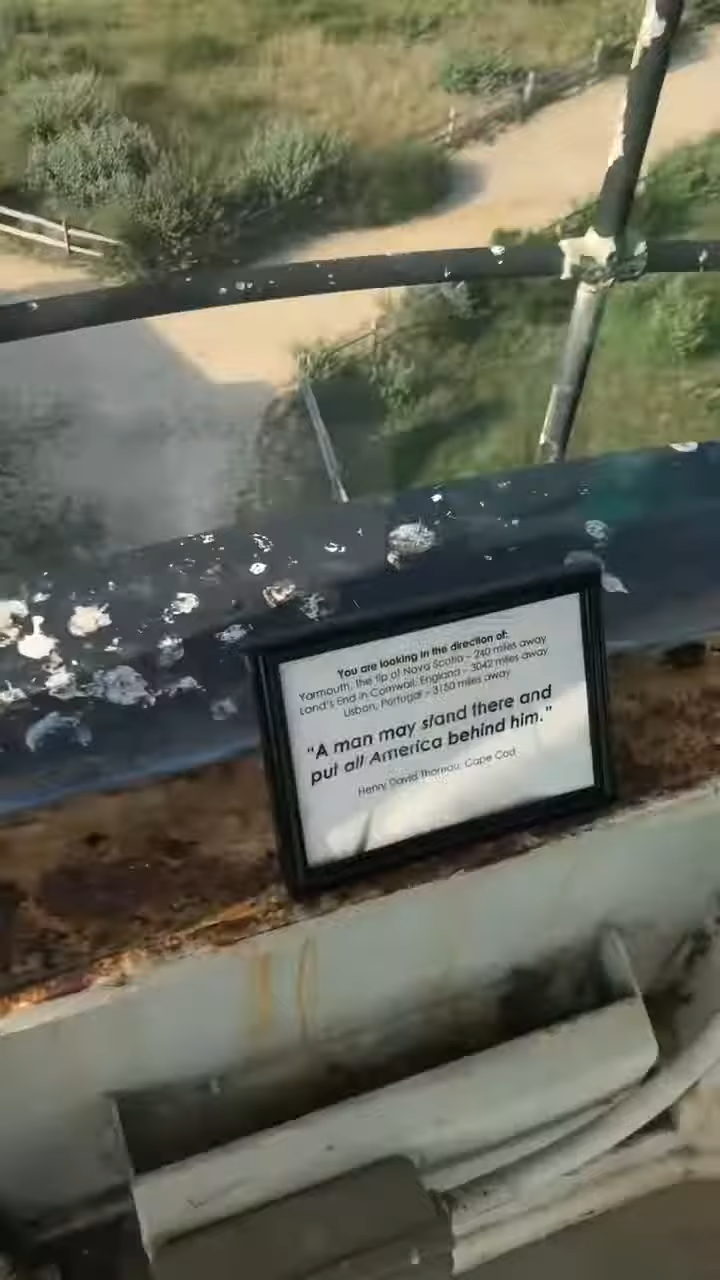 You are looking in the direction of:
Yarmouth, the tip of Nova Scotia – 240 miles away
Land's End in Cornwall, England – 3042 miles away
Lisbon, Portugal – 3150 miles away
"A man may stand there and
put all America behind him."
Henry David Thoreau, Cape Cod